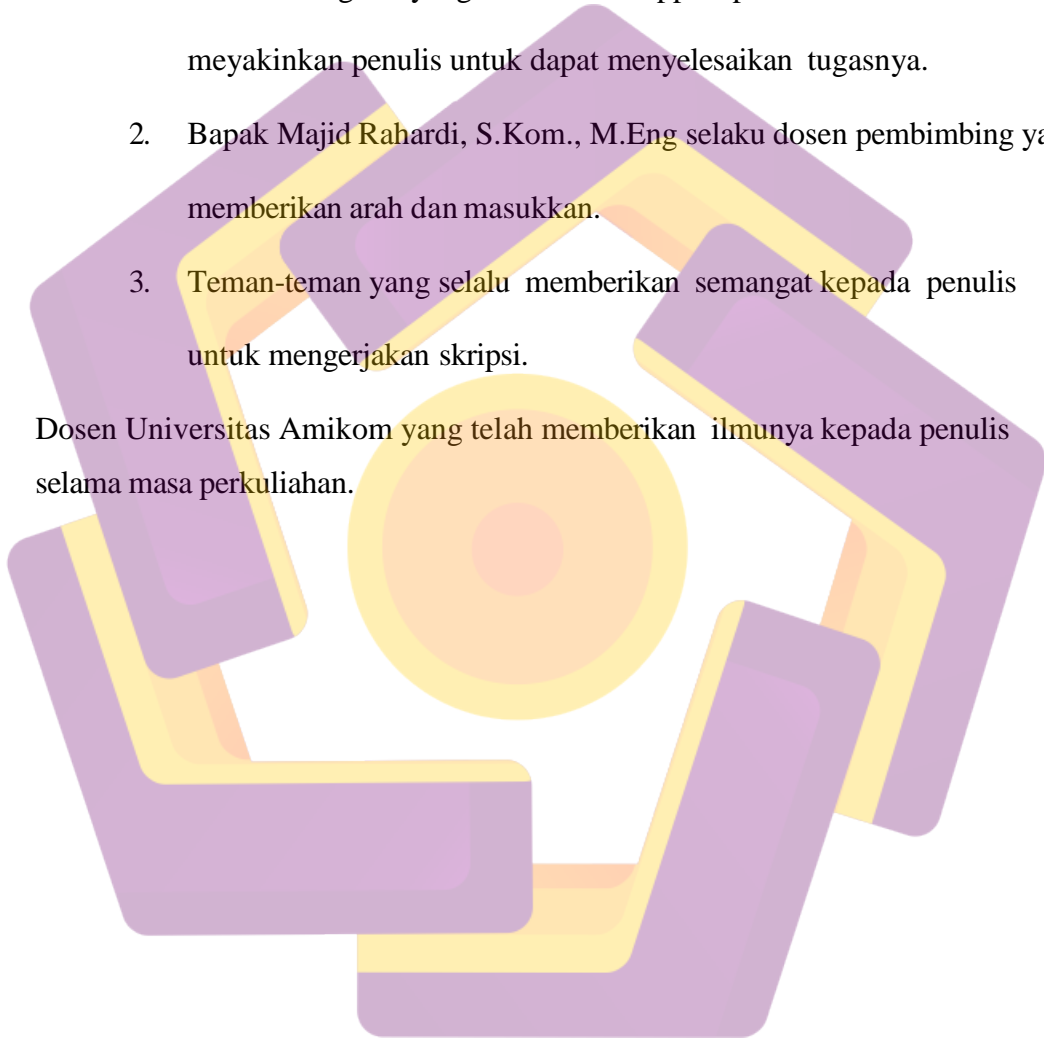 meyakinkan penulis untuk dapat menyelesaikan tugasnya.
2. Bapak Majid Rahardi, S.Kom., M.Eng selaku dosen pembimbing ya
memberikan arah dan masukkan.
3. Teman-teman yang selalu memberikan semangat kepada penulis
untuk mengerjakan skripsi.
Dosen Universitas Amikom yang telah memberikan ilmunya kepada penulis
selama masa perkuliahan.